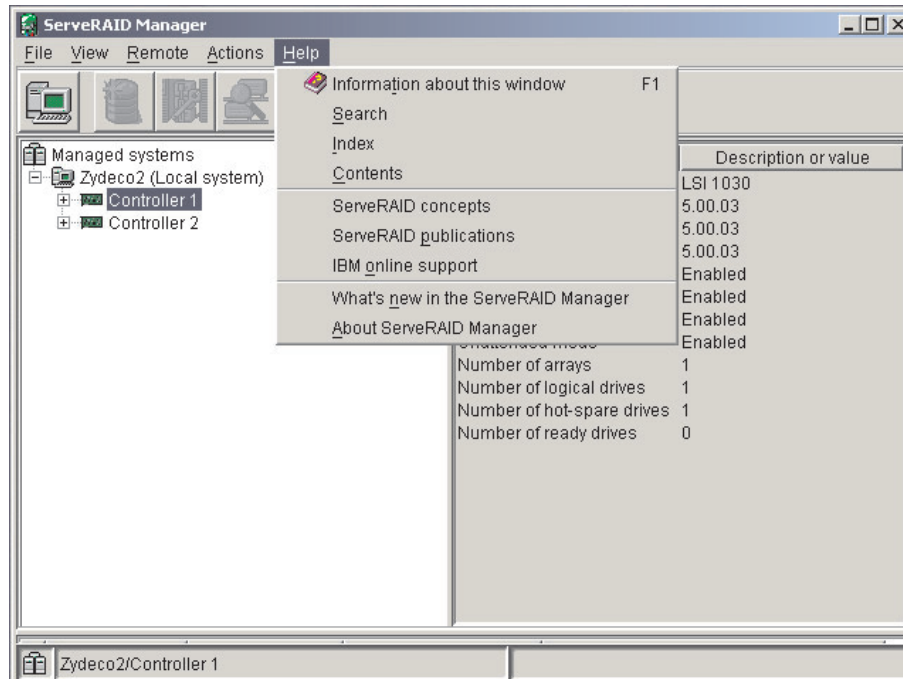 ServeRAID Manager
File View Remote Actions Help
Information about this window F1
Search
Index
Contents
ServeRAID concepts
ServeRAID publications
IBM online support
What's new in the ServeRAID Manager
About ServeRAID Manager
Managed systems
Zydeco2 (Local system)
Controller 1
Controller 2
Description or value
LSI 1030
5.00.03
5.00.03
5.00.03
Enabled
Enabled
Enabled
Unattended mode Enabled
Number of arrays 1
Number of logical drives 1
Number of hot-spare drives 1
Number of ready drives 0
Zydeco2/Controller 1